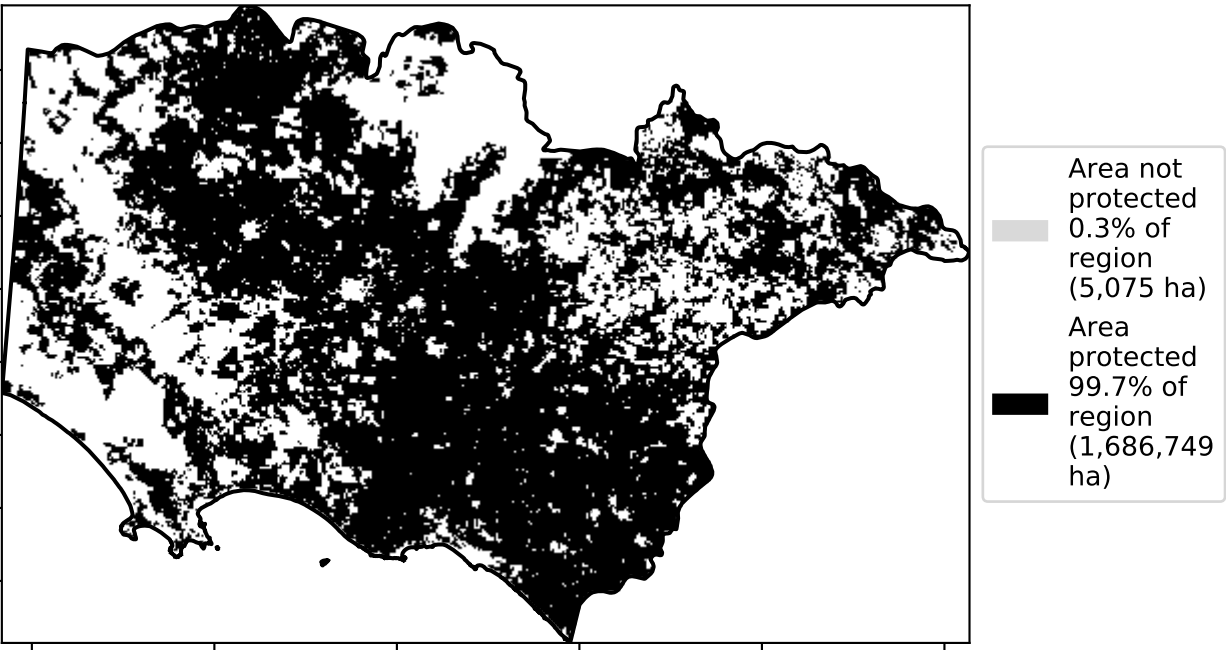 Area not
protected
0.3% of
region
(5,075 ha)
Area
protected
99.7% of
region
(1,686,749
ha)